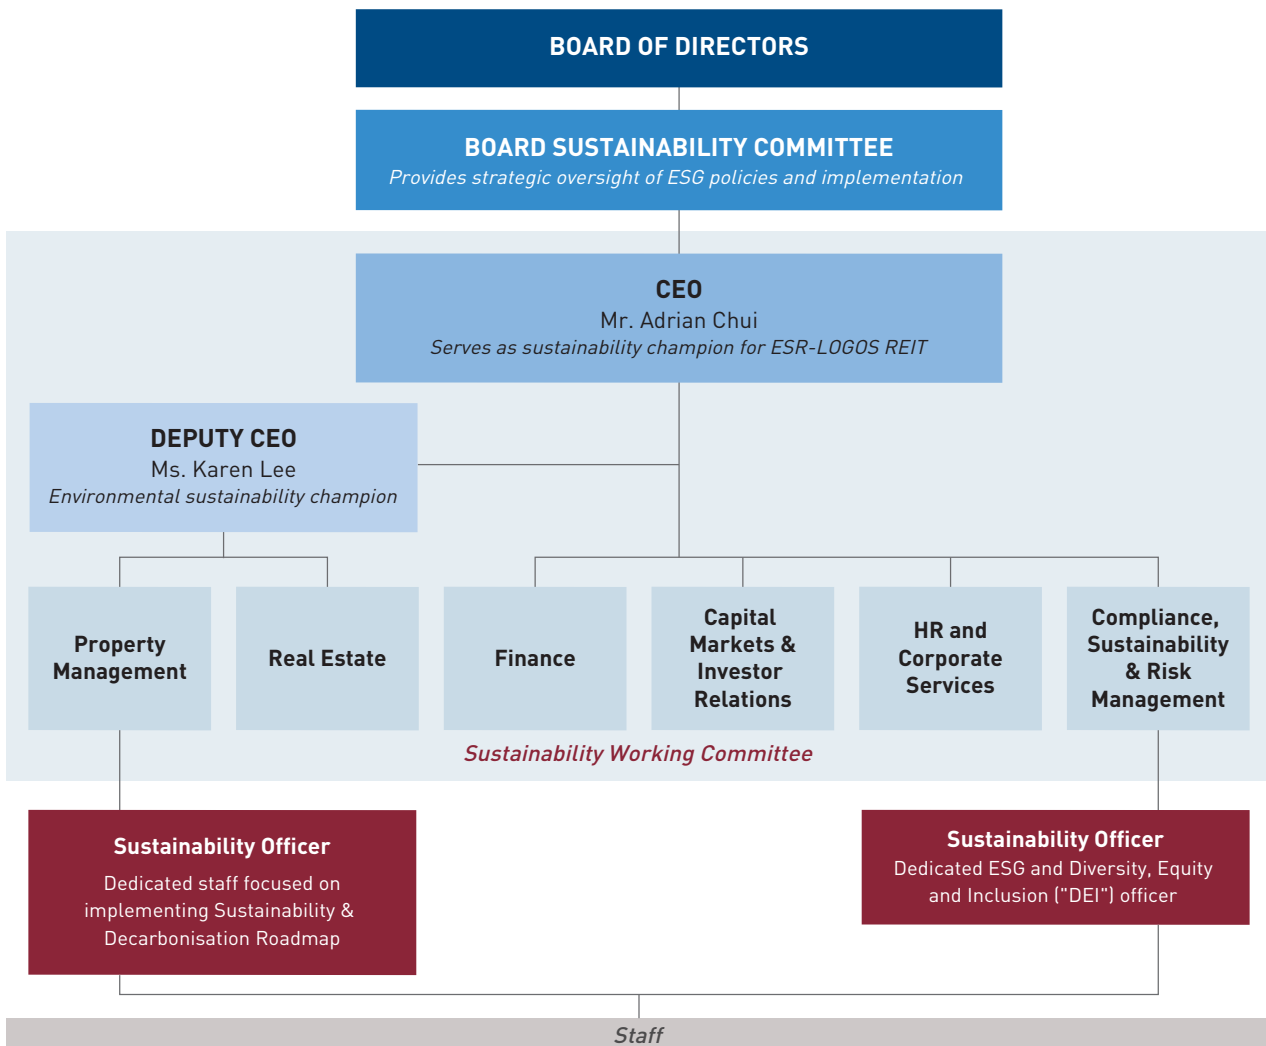 BOARD OF DIRECTORS
BOARD SUSTAINABILITY COMMITTEE
Provides strategic oversight of ESG policies and implementation
CEO
Mr. Adrian Chui
Serves as sustainability champion for ESR-LOGOS REIT
DEPUTY CEO
Ms. Karen Lee
Environmental sustainability champion
Property
Management
Real Estate
Finance
Capital
Markets &
Investor
Relations
HR and
Corporate
Services
Compliance,
Sustainability
& Risk
Management
Sustainability Working Committee
Sustainability Officer
Dedicated staff focused on
implementing Sustainability &
Decarbonisation Roadmap
Sustainability Officer
Dedicated ESG and Diversity, Equity
and Inclusion ("DEI") officer
Staff